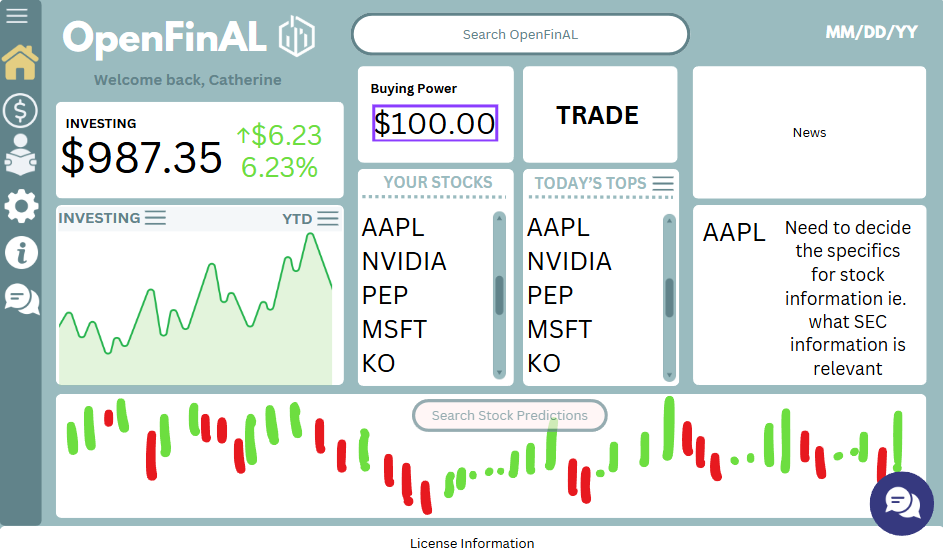 OpenFinAL
Search OpenFinAL
MM/DD/YY
Welcome back, Catherine
INVESTING
$987.35
↑$6.23
6.23%
Buying Power
$100.00
TRADE
News
INVESTING
YTD
YOUR STOCKS
AAPL
NVIDIA
PEP
MSFT
KO
TODAY'S TOPS
AAPL
NVIDIA
PEP
MSFT
KO
AAPL
Need to decide
the specifics
for stock
information ie.
what SEC
information is
relevant
Search Stock Predictions
License Information